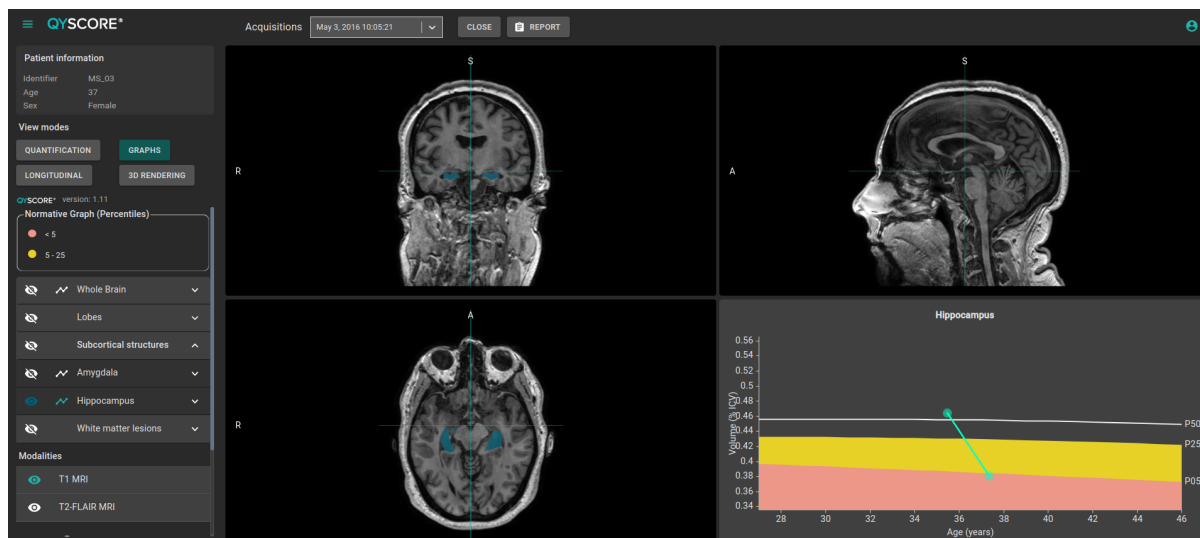 QYSCORE®
Acquisitions
May 3, 2016 10:05:21
CLOSE
REPORT
Patient information
Identifier MS_03
Age 37
Sex Female
View modes
QUANTIFICATION
GRAPHS
LONGITUDINAL
3D RENDERING
QYSCORE® version: 1.11
Normative Graph (Percentiles)
< 5
5 - 25
Whole Brain
Lobes
Subcortical structures
Amygdala
Hippocampus
White matter lesions
Modalities
T1 MRI
T2-FLAIR MRI
S
R
S
A
A
R
Hippocampus
Volume (% ICV)
0.56
0.54
0.52
0.5
0.48
0.46
0.44
0.42
0.4
0.38
0.36
0.34
P50
P25
P05
28 30 32 34 36 38 40 42 44 46
Age (years)